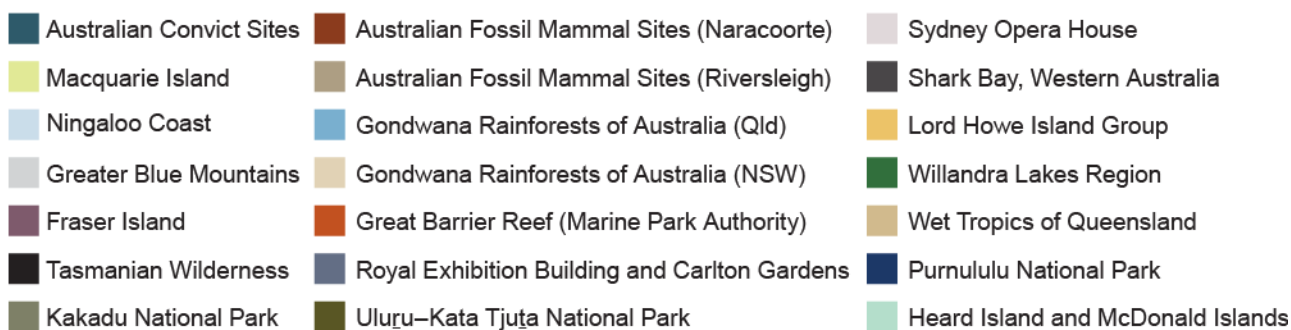 Australian Convict Sites
Macquarie Island
Ningaloo Coast
Greater Blue Mountains
Fraser Island
Tasmanian Wilderness
Kakadu National Park
Australian Fossil Mammal Sites (Naracoorte)
Australian Fossil Mammal Sites (Riversleigh)
Gondwana Rainforests of Australia (Qld)
Gondwana Rainforests of Australia (NSW)
Great Barrier Reef (Marine Park Authority)
Royal Exhibition Building and Carlton Gardens
Uluṟu–Kata Tjuṯa National Park
Sydney Opera House
Shark Bay, Western Australia
Lord Howe Island Group
Willandra Lakes Region
Wet Tropics of Queensland
Purnululu National Park
Heard Island and McDonald Islands